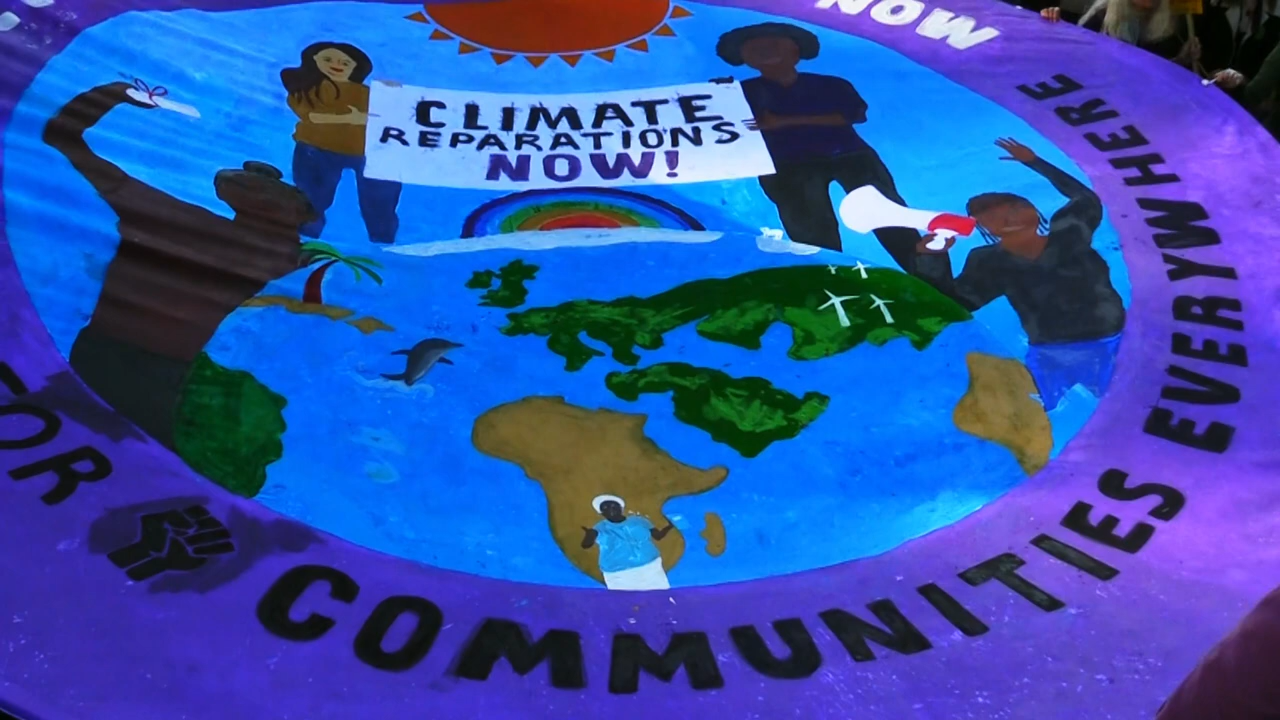 NOW
CLIMATE
REPARATIONS
NOW!
FOR COMMUNITIES EVERYWHERE